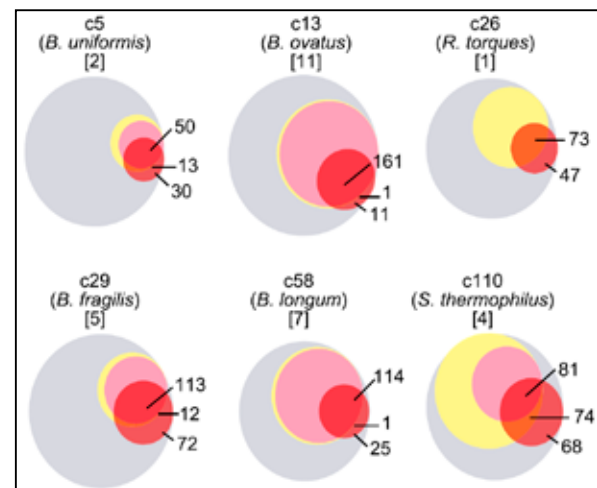 c5
(B. uniformis)
[2]
50
13
30
c13
(B. ovatus)
[11]
161
1
11
c26
(R. torques)
[1]
73
47
c29
(B. fragilis)
[5]
113
12
72
c58
(B. longum)
[7]
114
1
25
c110
(S. thermophilus)
[4]
81
74
68